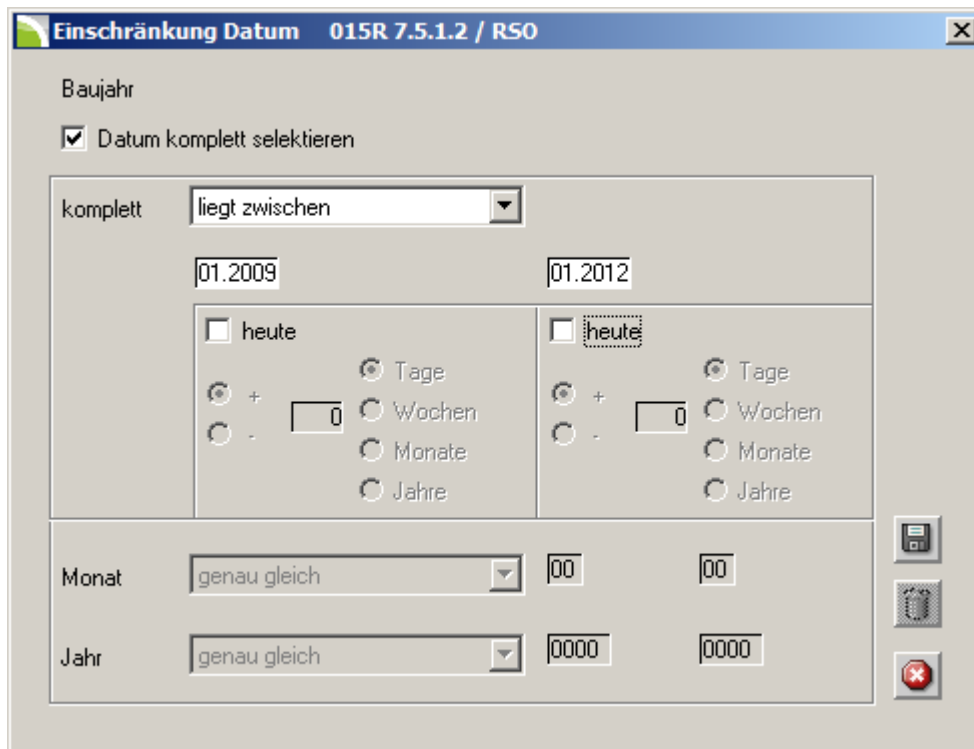 Einschränkung Datum 015R 7.5.1.2 / RSO
Baujahr
Datum komplett selektieren
komplett liegt zwischen
01.2009 01.2012
heute heute
Tage Tage
+ +
0 Wochen 0 Wochen
- -
Monate Monate
Jahre Jahre
Monat genau gleich 00 00
Jahr genau gleich 0000 0000